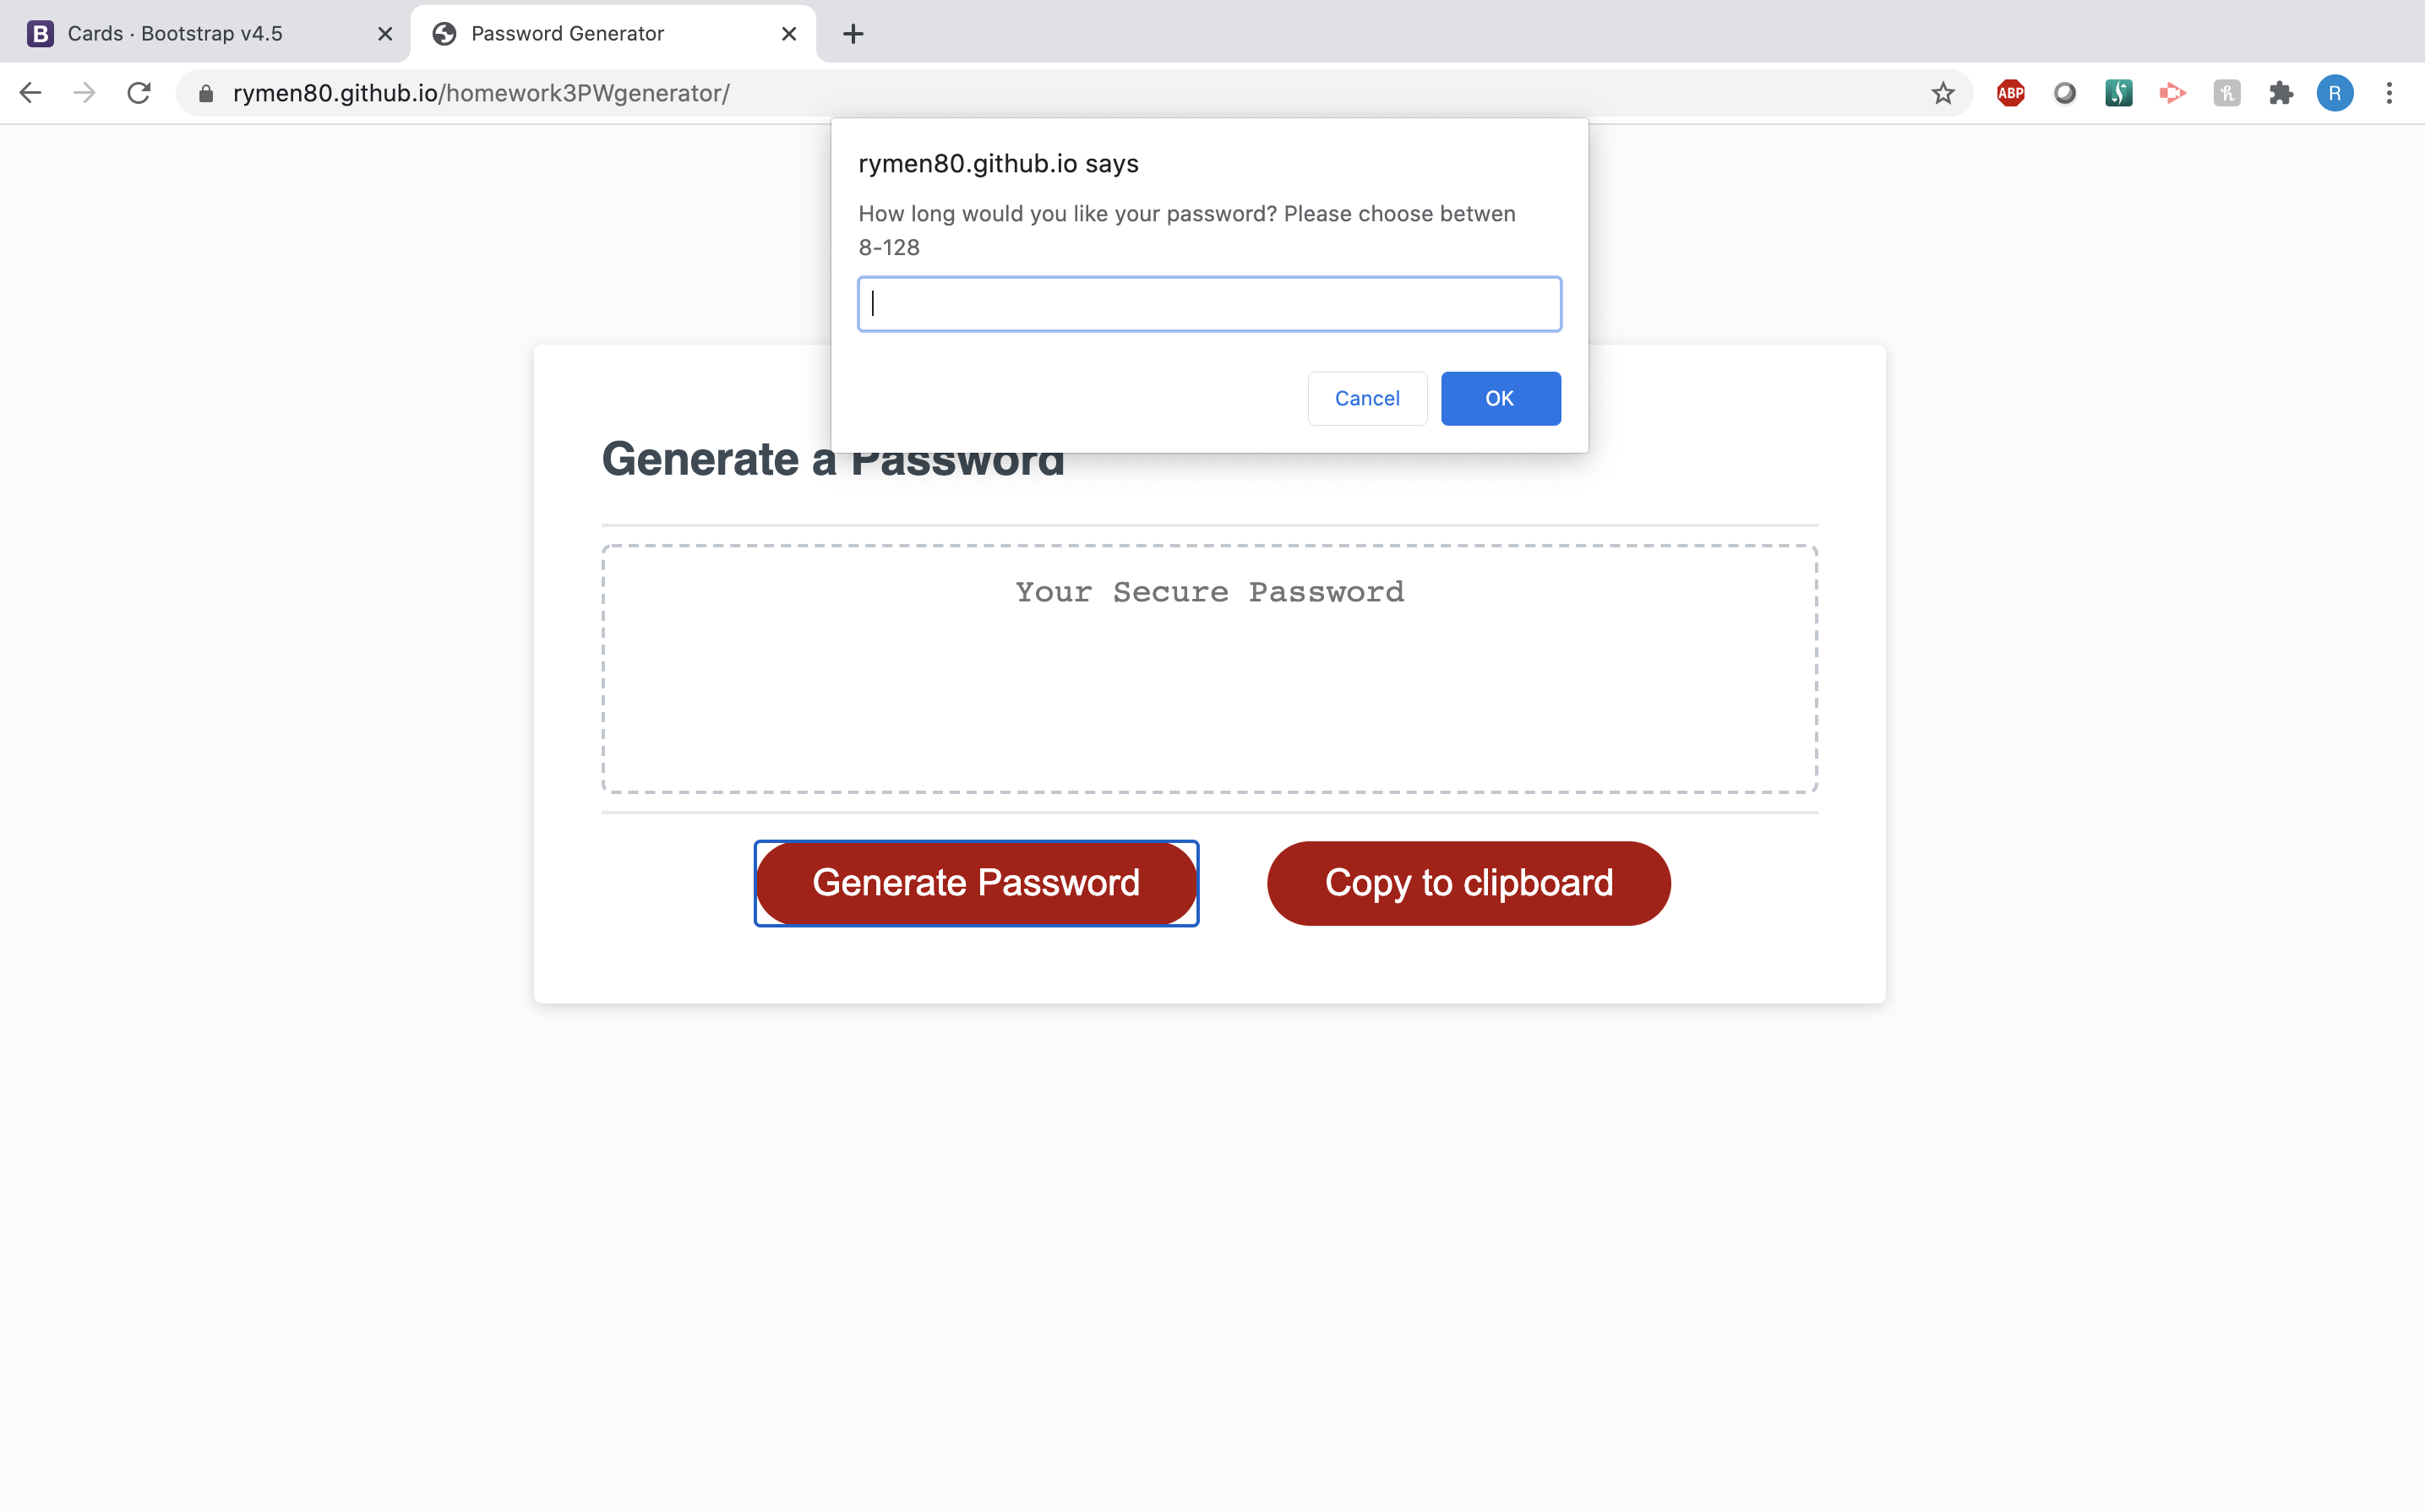 B Cards · Bootstrap v4.5
Password Generator
rymen80.github.io/homework3PWgenerator/
ABP
R
rymen80.github.io says
How long would you like your password? Please choose betwen
8-128
Cancel
OK
Generate a Password
Your Secure Password
Generate Password
Copy to clipboard